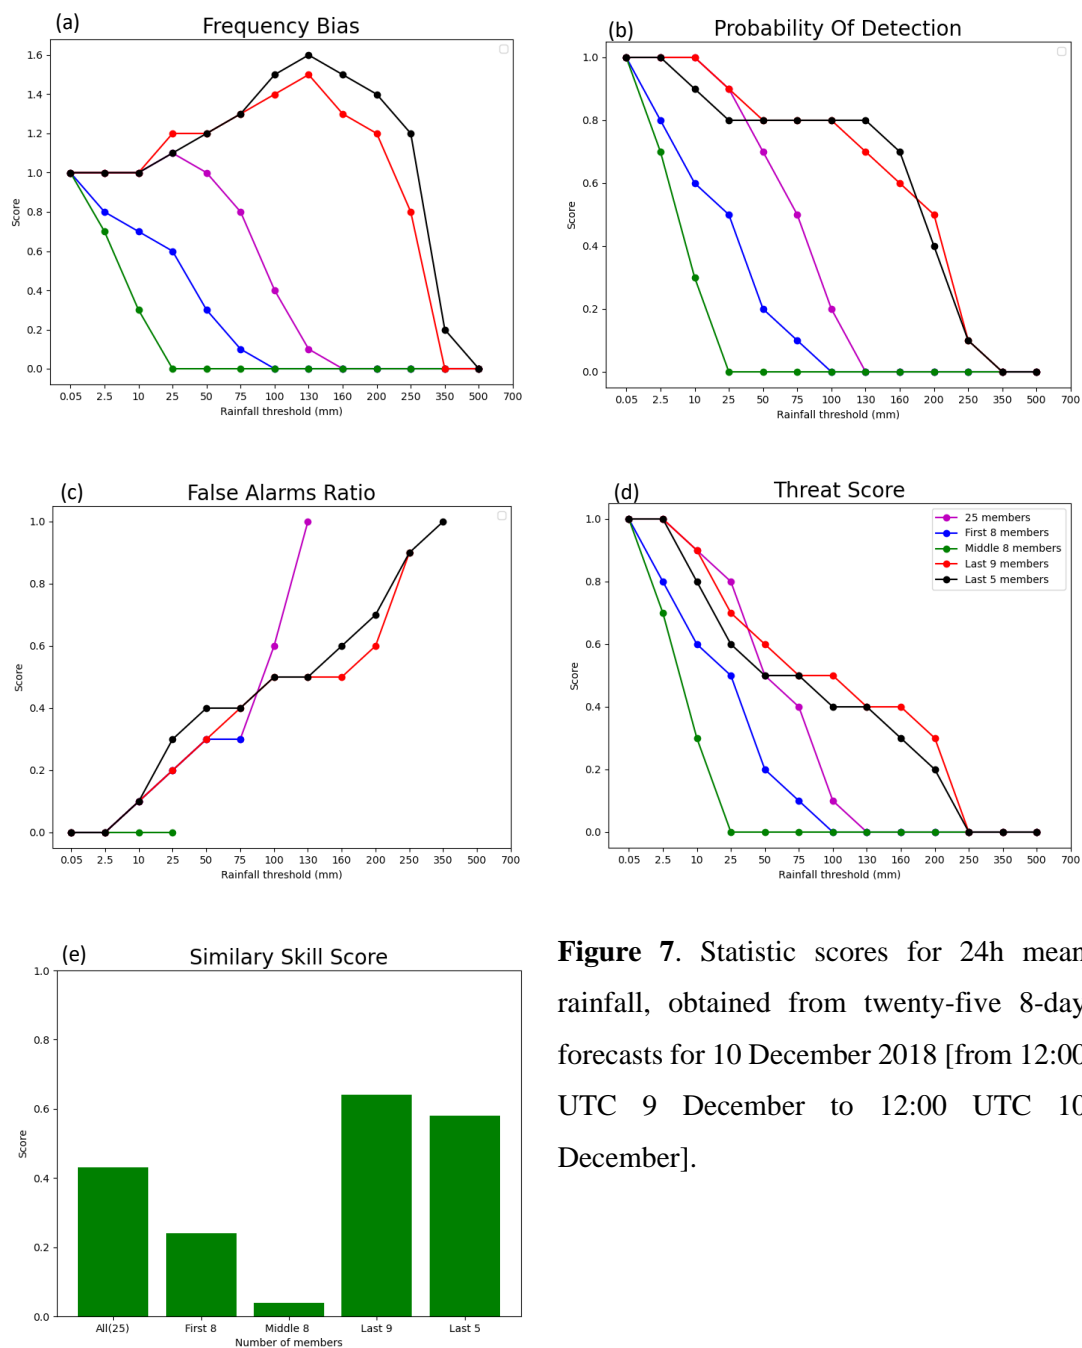 (a)
Frequency Bias
1.6
1.4
1.2
1.0
0.8
0.6
0.4
0.2
0.0
Score
0.05 2.5 10 25 50 75 100 130 160 200 250 350 500 700
Rainfall threshold (mm)
(b)
Probability Of Detection
1.0
0.8
0.6
0.4
0.2
0.0
Score
0.05 2.5 10 25 50 75 100 130 160 200 250 350 500 700
Rainfall threshold (mm)
(c)
False Alarms Ratio
1.0
0.8
0.6
0.4
0.2
0.0
Score
0.05 2.5 10 25 50 75 100 130 160 200 250 350 500 700
Rainfall threshold (mm)
(d)
Threat Score
1.0
0.8
0.6
0.4
0.2
0.0
Score
25 members
First 8 members
Middle 8 members
Last 9 members
Last 5 members
0.05 2.5 10 25 50 75 100 130 160 200 250 350 500 700
Rainfall threshold (mm)
(e)
Similary Skill Score
1.0
0.8
0.6
0.4
0.2
0.0
Score
All(25) First 8 Middle 8 Last 9 Last 5
Number of members
Figure 7. Statistic scores for 24h mean
rainfall, obtained from twenty-five 8-day
forecasts for 10 December 2018 [from 12:00
UTC 9 December to 12:00 UTC 10
December].